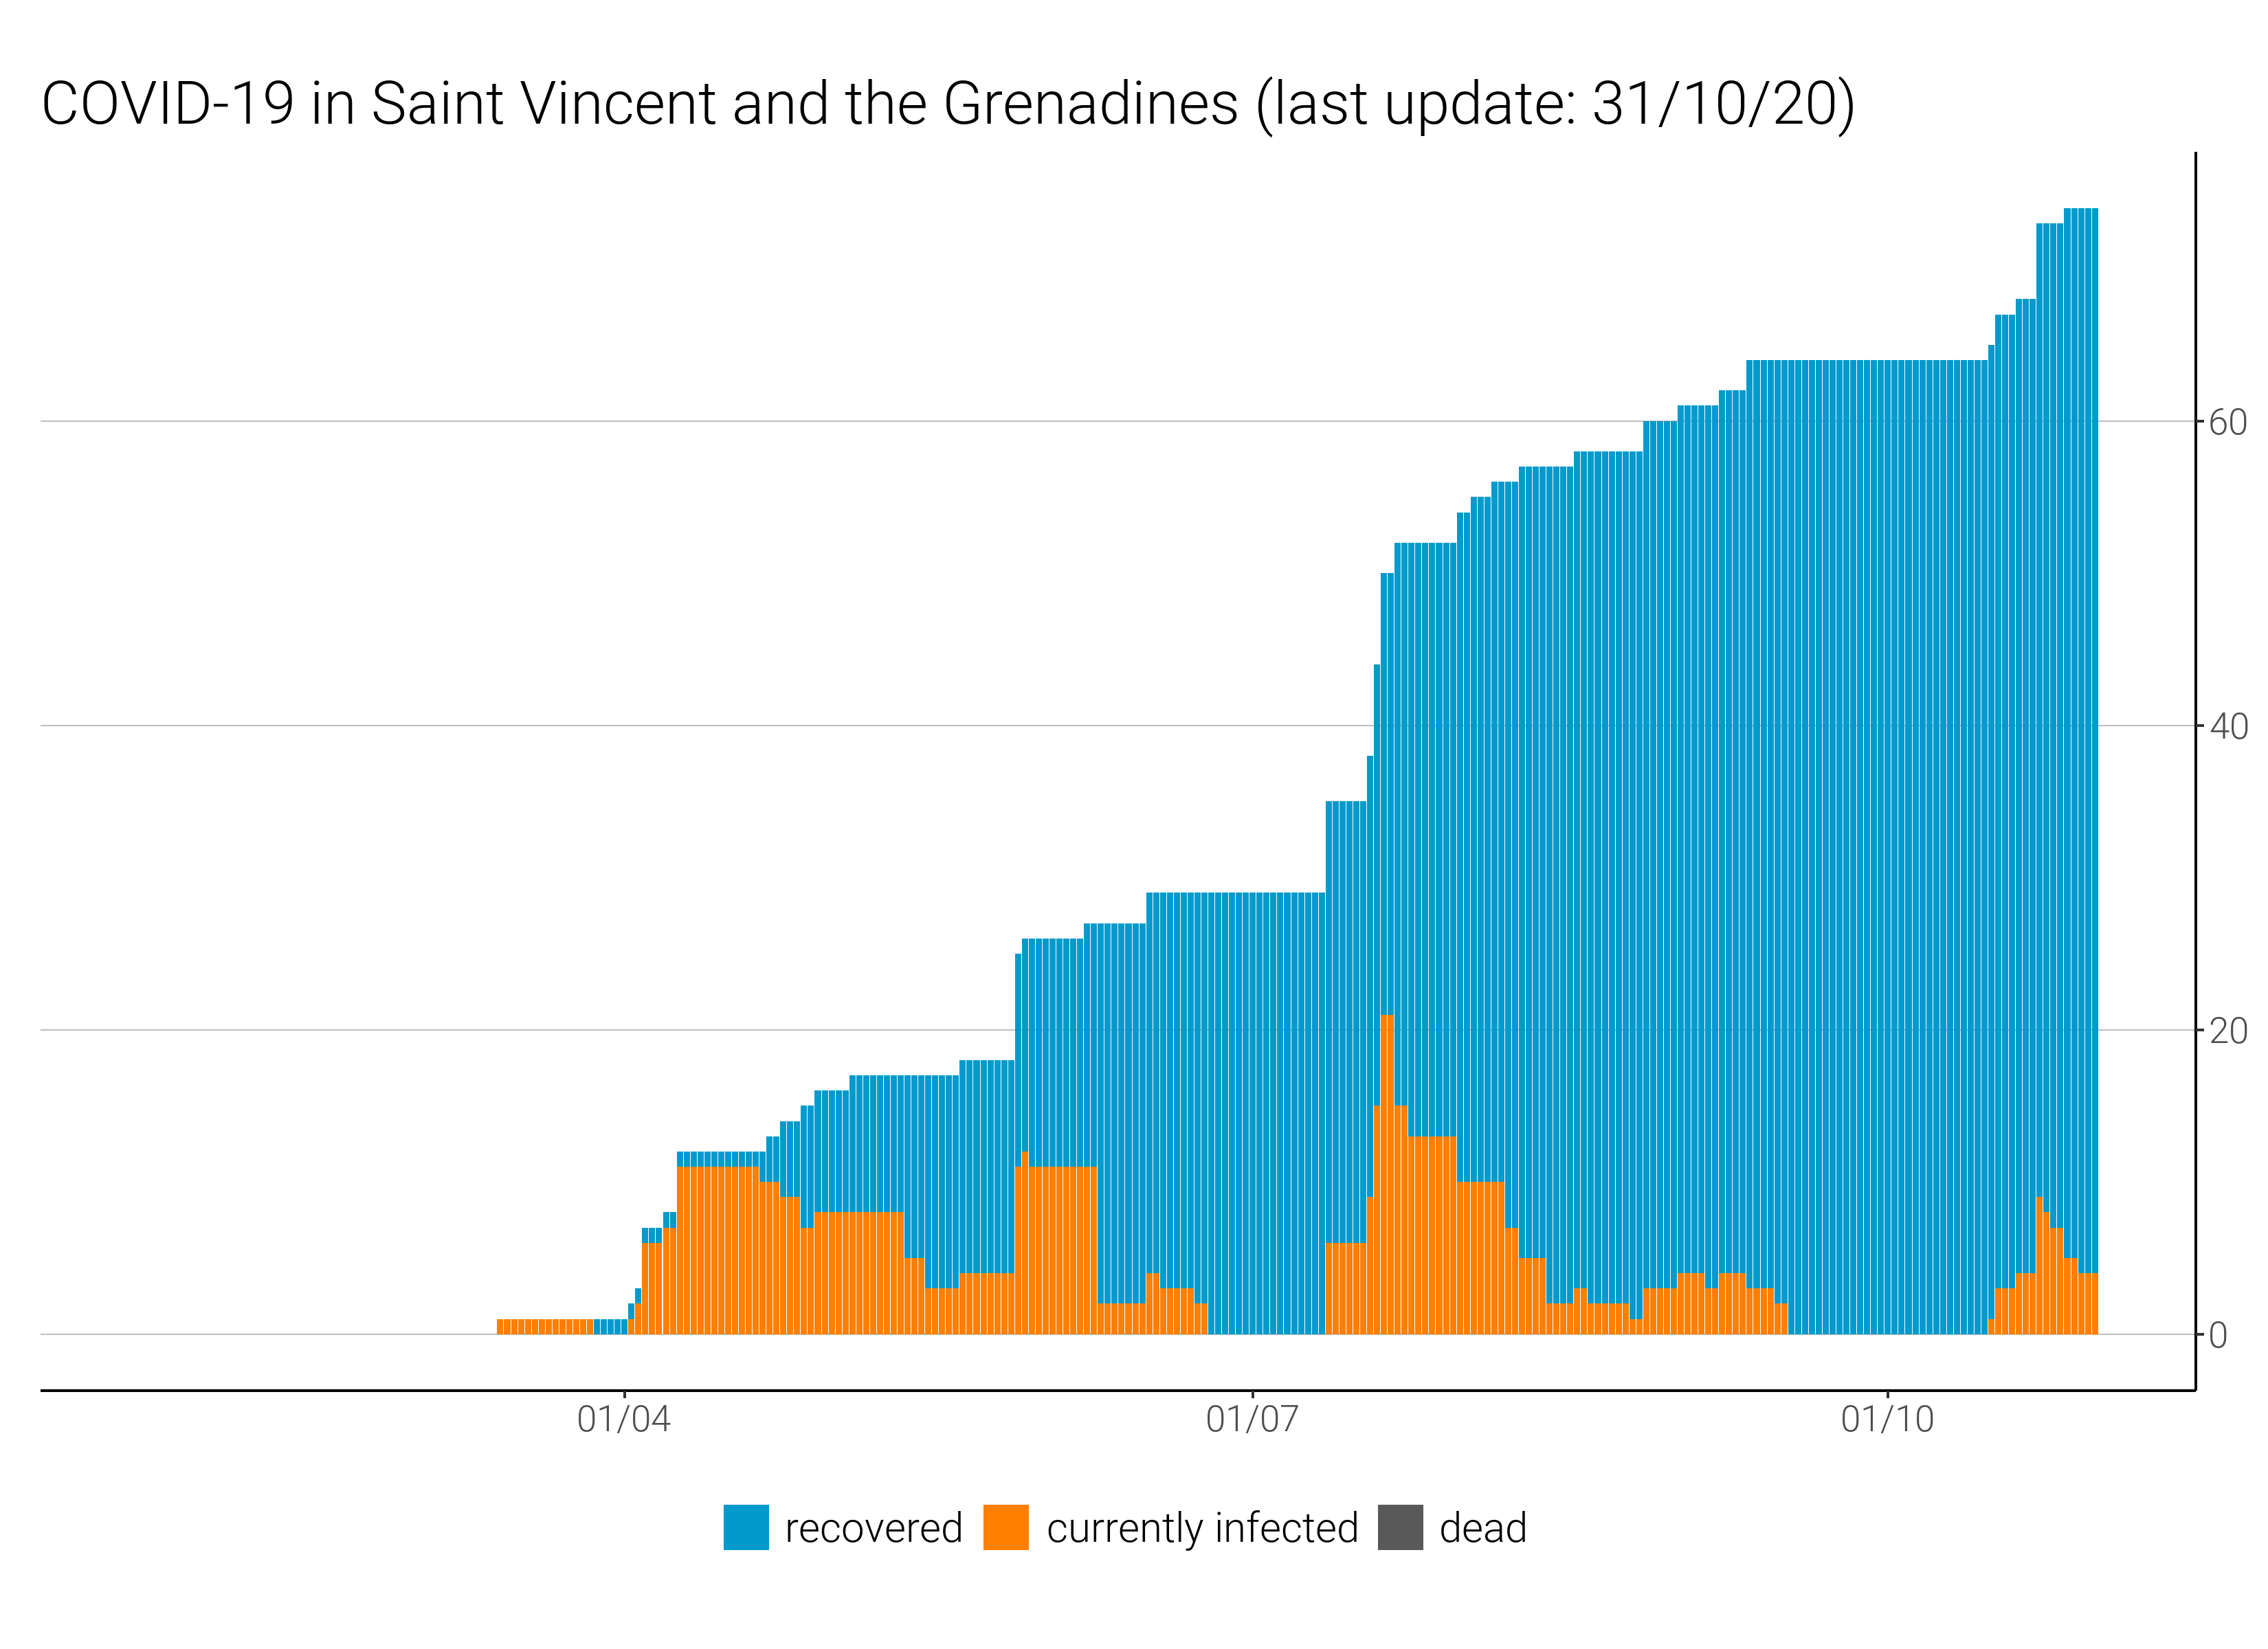 COVID-19 in Saint Vincent and the Grenadines (last update: 31/10/20)
60
40
20
0
01/04 01/07 01/10
recovered currently infected dead